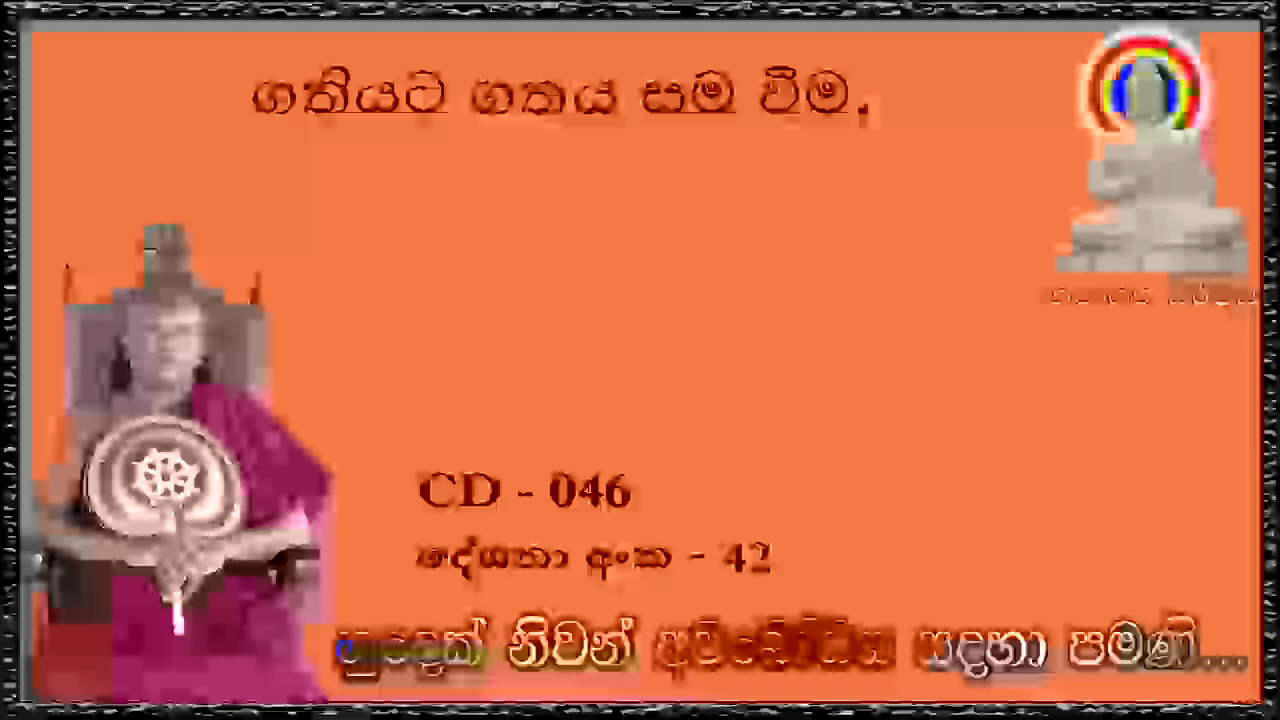 ගතියට ගතය සම වීම.
CD - 046
දේශනා අංක - 42
හුදෙක් නිවන් අවබෝධය සඳහා පමණි...